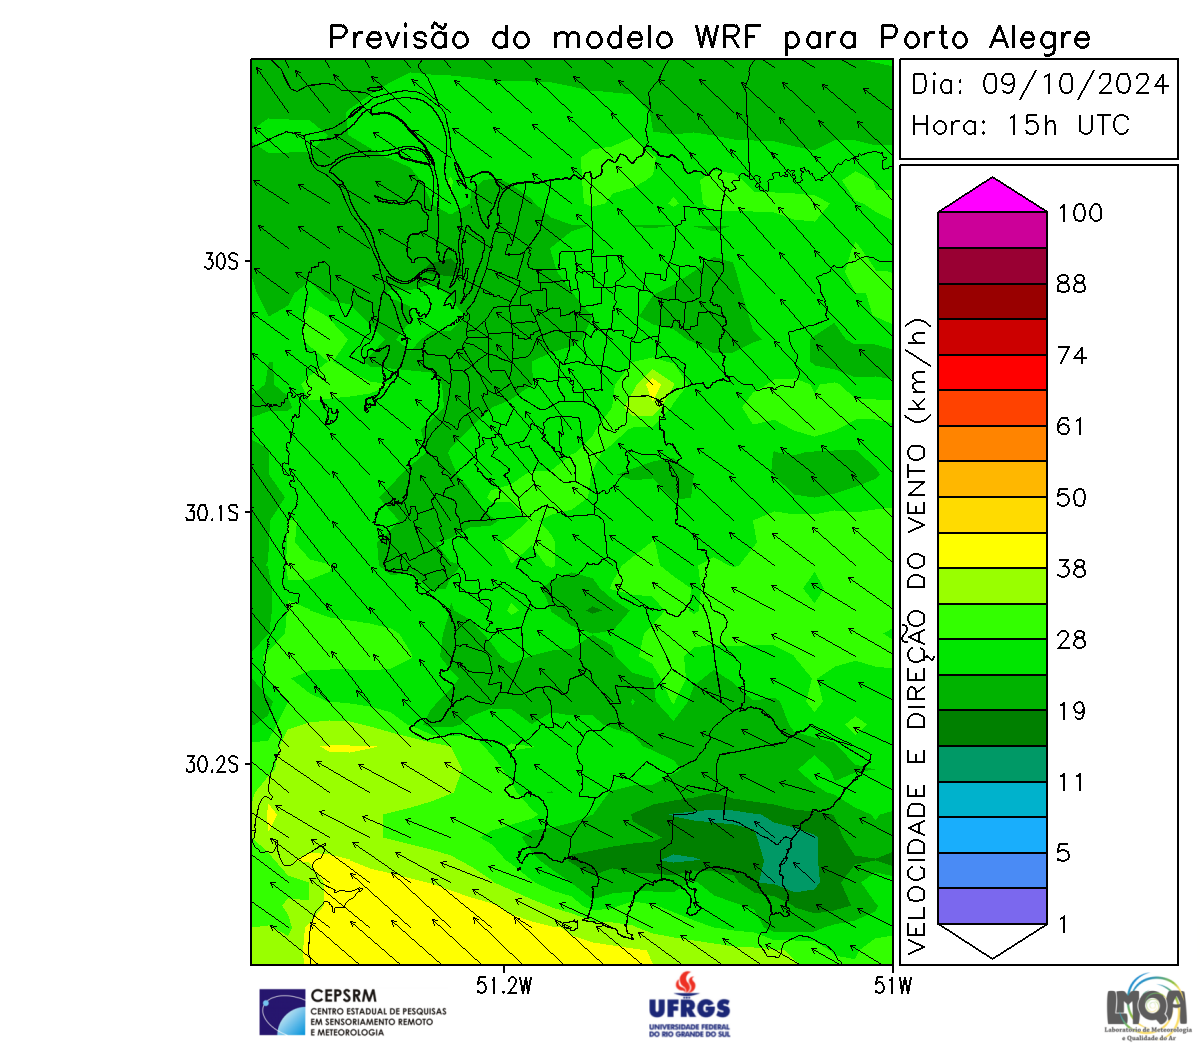 Previsão do modelo WRF para Porto Alegre
Dia: 09/10/2024
Hora: 15h UTC
30S
30.1S
30.2S
51.2W
51W
VELOCIDADE E DIREÇÃO DO VENTO (km/h)
100
88
74
61
50
38
28
19
11
5
1
CEPSRM
CENTRO ESTADUAL DE PESQUISAS
EM SENSORIAMENTO REMOTO
E METEOROLOGIA
UFRGS
UNIVERSIDADE FEDERAL
DO RIO GRANDE DO SUL
LMQA
Laboratório de Meteorologia
e Qualidade do Ar